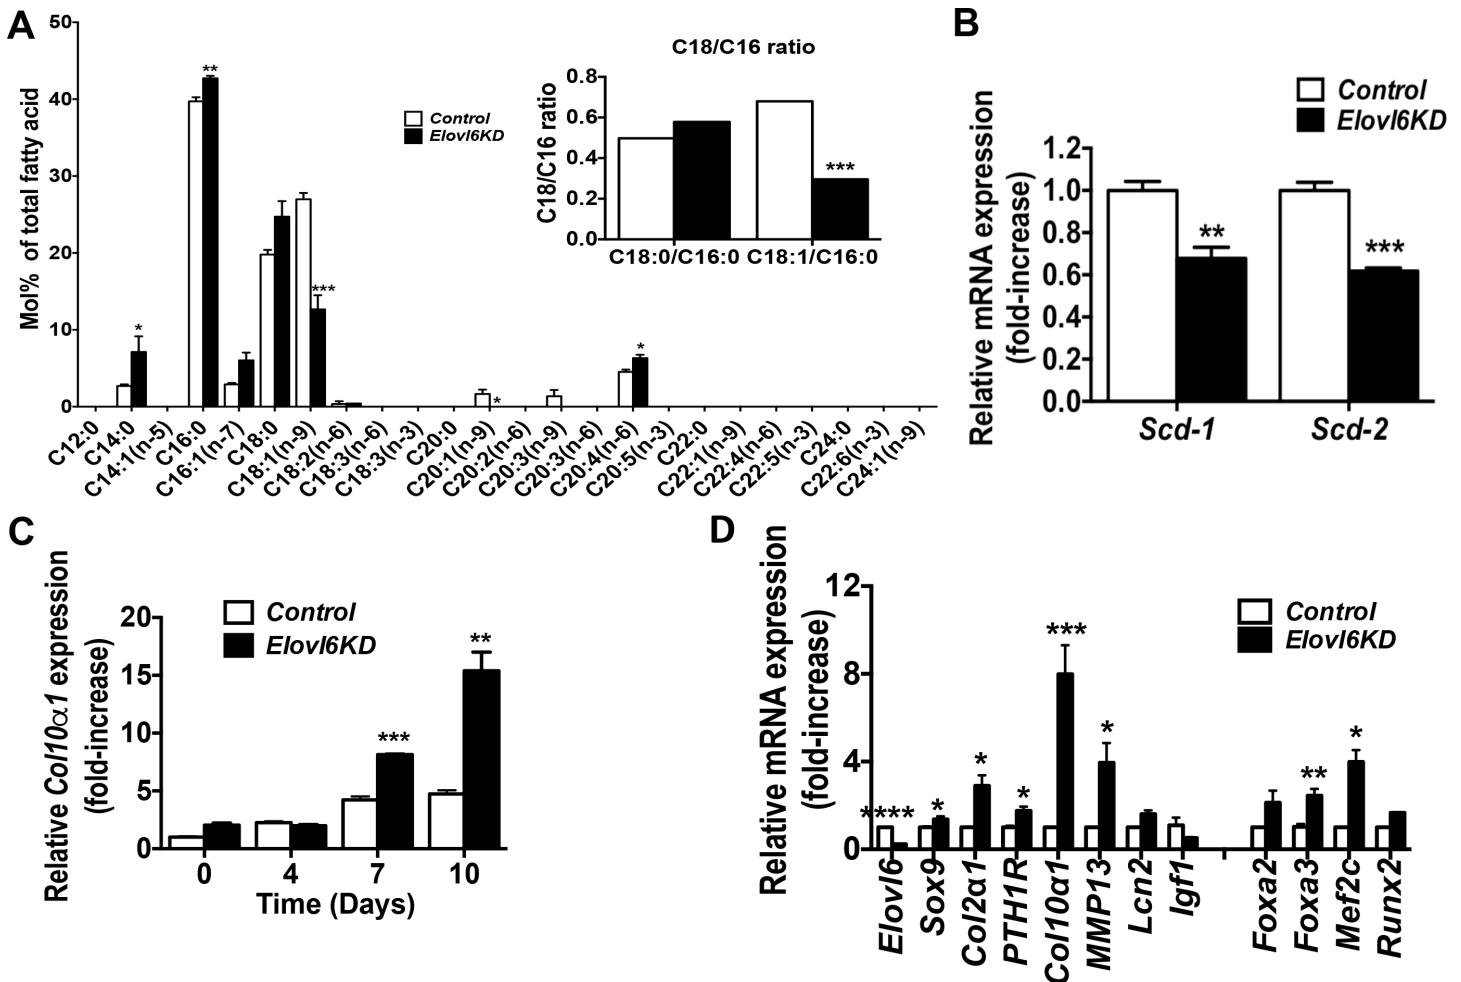 A
50
40
30
20
10
0
Mol% of total fatty acid
Control
Elovl6KD
*
**
***
*
*
C12:0
C14:0
C14:1(n-5)
C16:0
C16:1(n-7)
C18:0
C18:1(n-9)
C18:2(n-6)
C18:3(n-6)
C18:3(n-3)
C20:0
C20:1(n-9)
C20:2(n-6)
C20:3(n-9)
C20:3(n-6)
C20:4(n-6)
C20:5(n-3)
C22:0
C22:1(n-9)
C22:4(n-6)
C22:5(n-3)
C24:0
C22:6(n-3)
C24:1(n-9)
C18/C16 ratio
C18/C16 ratio
0.8
0.6
0.4
0.2
0.0
***
C18:0/C16:0 C18:1/C16:0
B
Relative mRNA expression
(fold-increase)
Control
Elovl6KD
1.2
1.0
0.8
0.6
0.4
0.2
0.0
**
***
Scd-1
Scd-2
C
Relative Col10α1 expression
(fold-increase)
Control
Elovl6KD
20
15
10
5
0
***
**
0 4 7 10
Time (Days)
D
Relative mRNA expression
(fold-increase)
Control
Elovl6KD
12
8
4
0
****
*
*
*
***
*
**
*
Elovl6
Sox9
Col2α1
PTH1R
Col10α1
MMP13
Lcn2
Igf1
Foxa2
Foxa3
Mef2c
Runx2